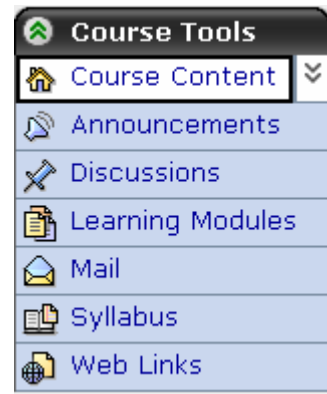 Course Tools
Course Content
Announcements
Discussions
Learning Modules
Mail
Syllabus
Web Links